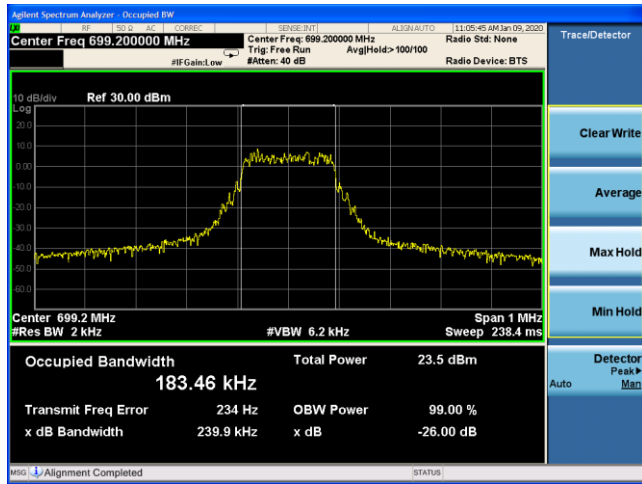 Agilent Spectrum Analyzer - Occupied BW
RF 50 Ω AC CORREC SENSE:INT ALIGN AUTO 11:05:45 AM Jan 09, 2020
Center Freq 699.200000 MHz
Center Freq: 699.200000 MHz
Radio Std: None
Trig: Free Run Avg|Hold:>100/100
#IFGain:Low
#Atten: 40 dB
Radio Device: BTS
Trace/Detector
10 dB/div Ref 30.00 dBm
Log
20.0
10.0
0.00
-10.0
-20.0
-30.0
-40.0
-50.0
-60.0
Clear Write
Average
Max Hold
Min Hold
Center 699.2 MHz
Span 1 MHz
#Res BW 2 kHz
#VBW 6.2 kHz
Sweep 238.4 ms
Detector
Peak▶
Auto Man
Occupied Bandwidth
Total Power 23.5 dBm
183.46 kHz
Transmit Freq Error 234 Hz
OBW Power 99.00 %
x dB Bandwidth 239.9 kHz
x dB -26.00 dB
MSG Alignment Completed
STATUS